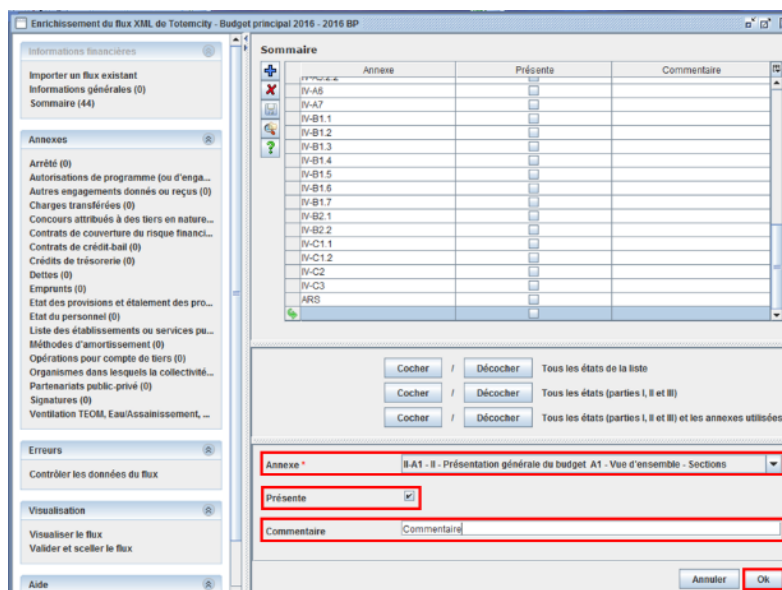 Enrichissement du flux XML de Totemcity - Budget principal 2016 - 2016 BP
Informations financières
Importer un flux existant
Informations générales (0)
Sommaire (44)
Annexes
Arrêté (0)
Autorisations de programme (ou d'enga...
Autres engagements donnés ou reçus (0)
Charges transférées (0)
Concours attribués à des tiers en nature...
Contrats de couverture du risque financi...
Contrats de crédit-bail (0)
Crédits de trésorerie (0)
Dettes (0)
Emprunts (0)
Etat des provisions et étalement des pro...
Etat du personnel (0)
Liste des établissements ou services pu...
Méthodes d'amortissement (0)
Opérations pour compte de tiers (0)
Organismes dans lesquels la collectivité...
Partenariats public-privé (0)
Signatures (0)
Ventilation TEOM, Eau/Assainissement, ...
Erreurs
Contrôler les données du flux
Visualisation
Visualiser le flux
Valider et sceller le flux
Aide
Sommaire
Annexe Présente Commentaire
IV-A6
IV-A7
IV-B1.1
IV-B1.2
IV-B1.3
IV-B1.4
IV-B1.5
IV-B1.6
IV-B1.7
IV-B2.1
IV-B2.2
IV-C1.1
IV-C1.2
IV-C2
IV-C3
ARS
Cocher / Décocher Tous les états de la liste
Cocher / Décocher Tous les états (parties I, II et III)
Cocher / Décocher Tous les états (parties I, II et III) et les annexes utilisées
Annexe * II-A1 - II - Présentation générale du budget A1 - Vue d'ensemble - Sections
Présente
Commentaire Commentaire
Annuler Ok